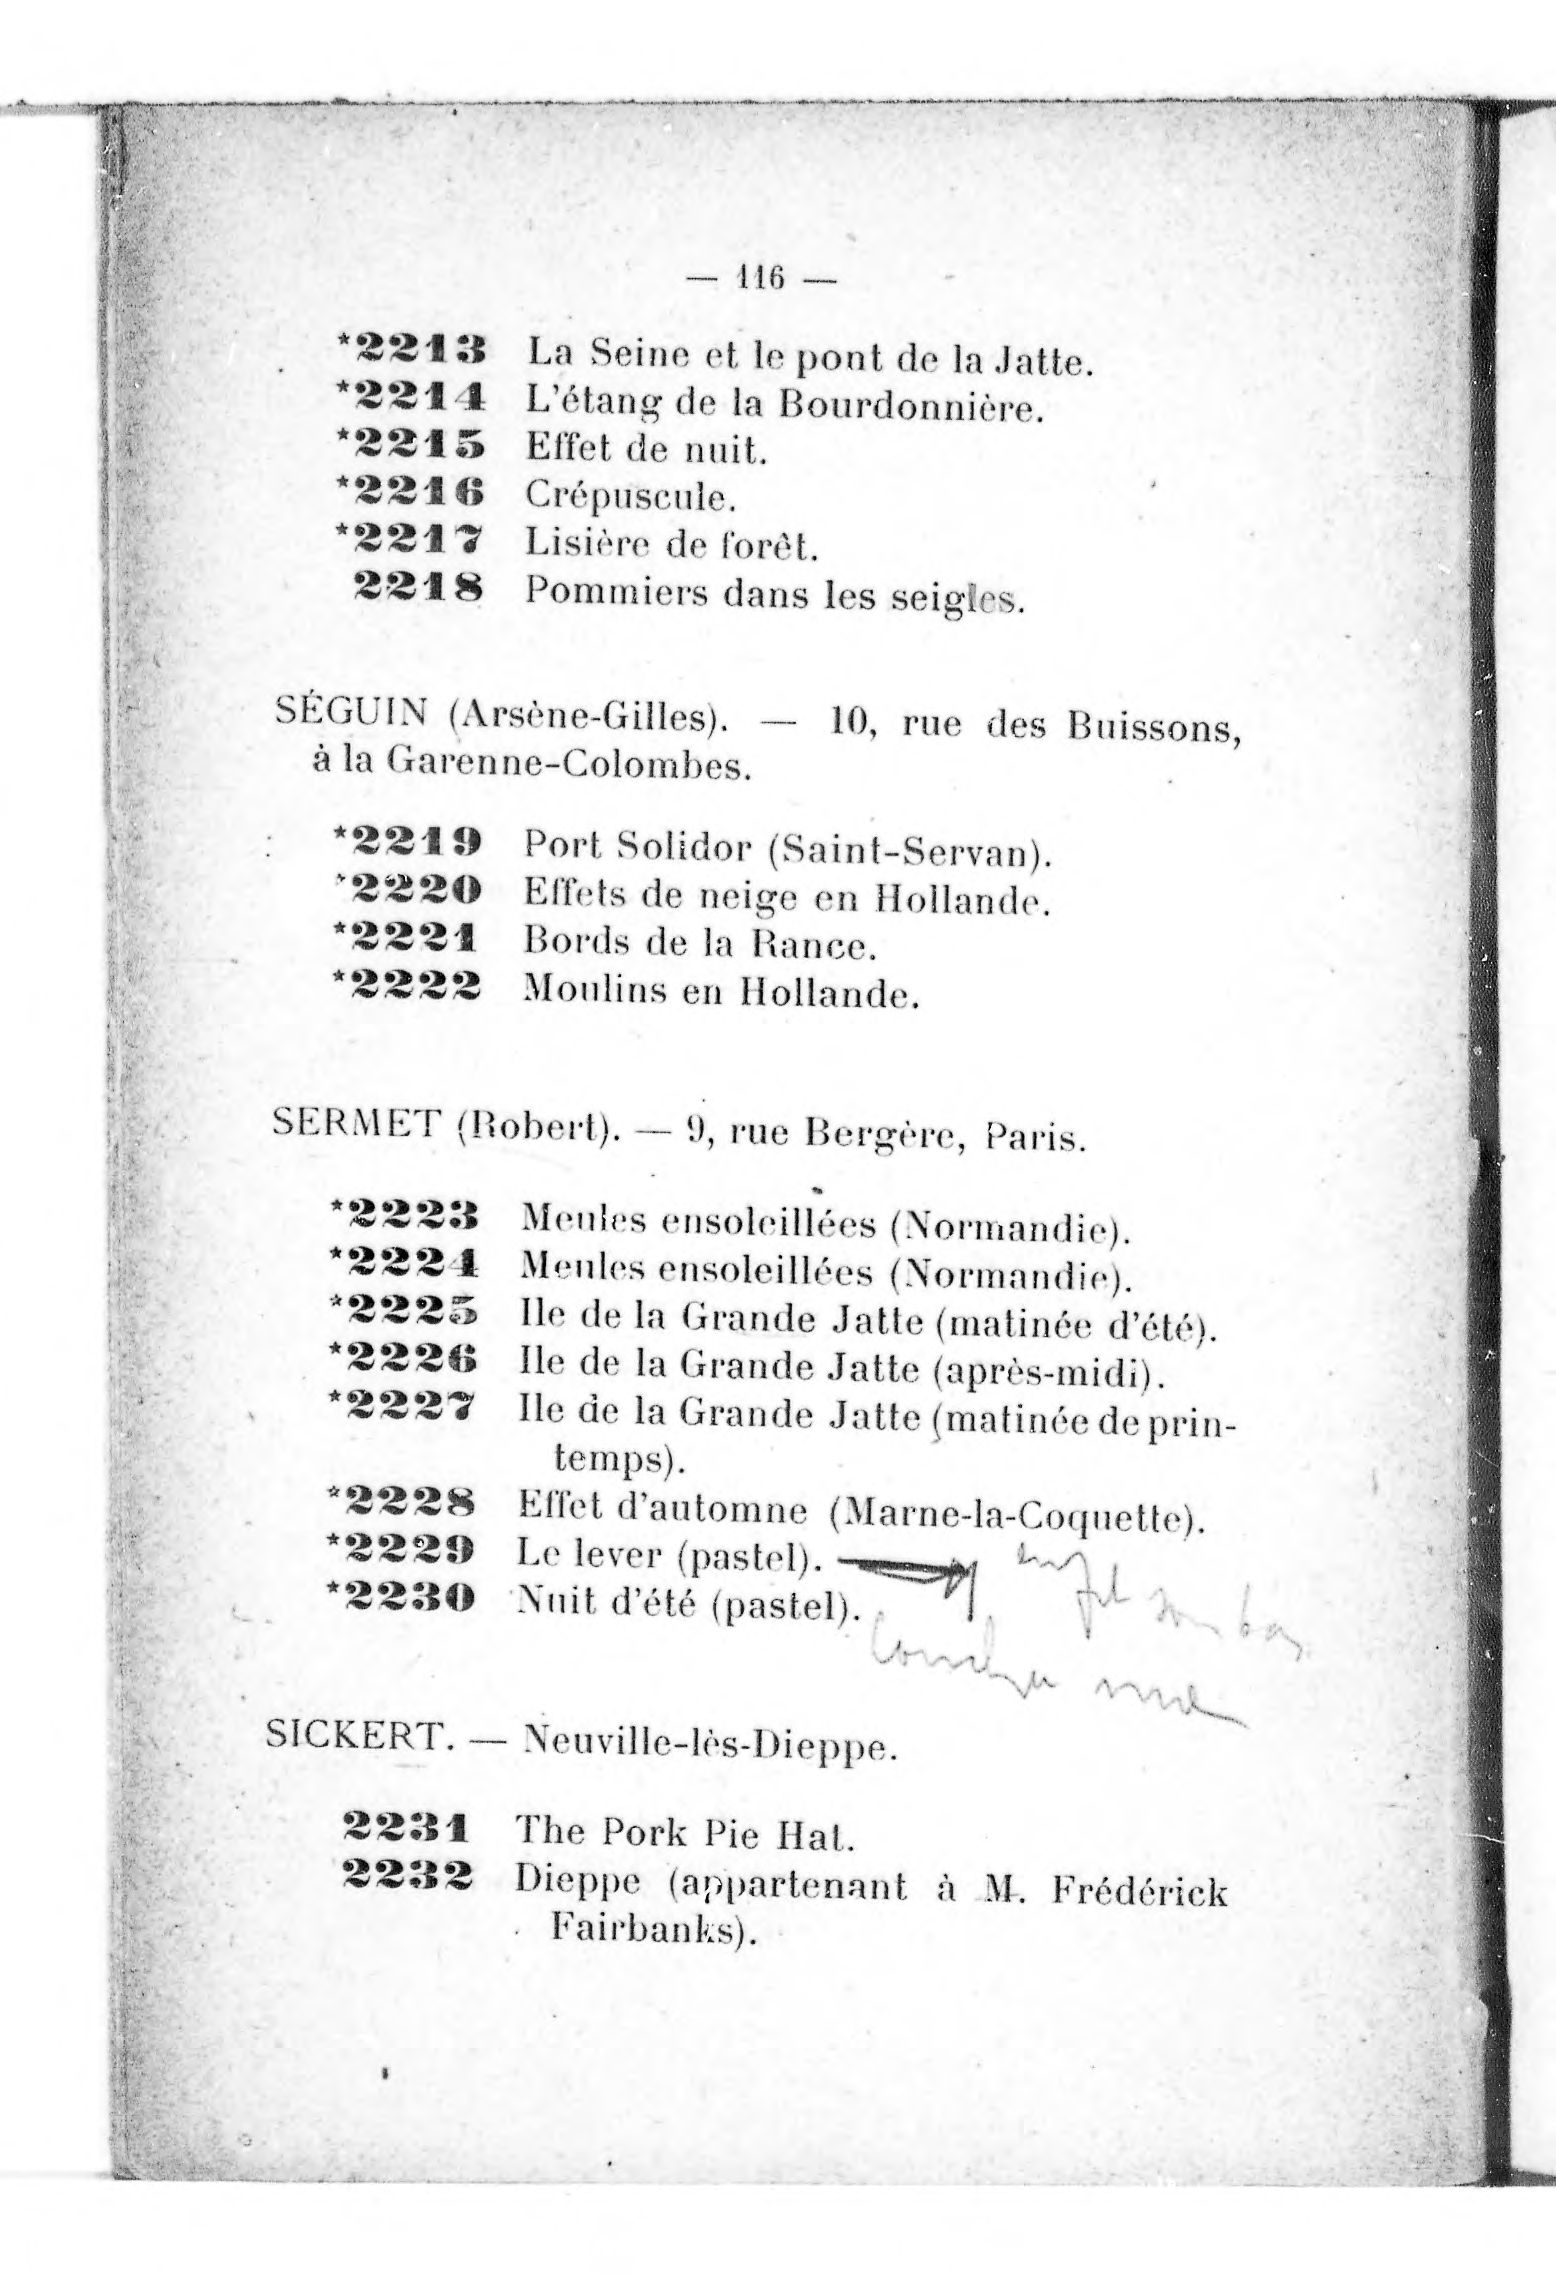 — 116 —
*2213 La Seine et le pont de la Jatte.
*2214 L'étang de la Bourdonnière.
*2215 Effet de nuit.
*2216 Crépuscule.
*2217 Lisière de forêt.
2218 Pommiers dans les seigles.
SÉGUIN (Arsène-Gilles). — 10, rue des Buissons,
à la Garenne-Colombes.
*2219 Port Solidor (Saint-Servan).
*2220 Effets de neige en Hollande.
*2221 Bords de la Rance.
*2222 Moulins en Hollande.
SERMET (Robert). — 9, rue Bergère, Paris.
*2223 Meules ensoleillées (Normandie).
*2224 Meules ensoleillées (Normandie).
*2225 Ile de la Grande Jatte (matinée d'été).
*2226 Ile de la Grande Jatte (après-midi).
*2227 Ile de la Grande Jatte (matinée de prin-
temps).
*2228 Effet d'automne (Marne-la-Coquette).
*2229 Le lever (pastel).
*2230 Nuit d'été (pastel).
SICKERT. — Neuville-lès-Dieppe.
2231 The Pork Pie Hat.
2232 Dieppe (appartenant à M. Frédérick
Fairbanks).